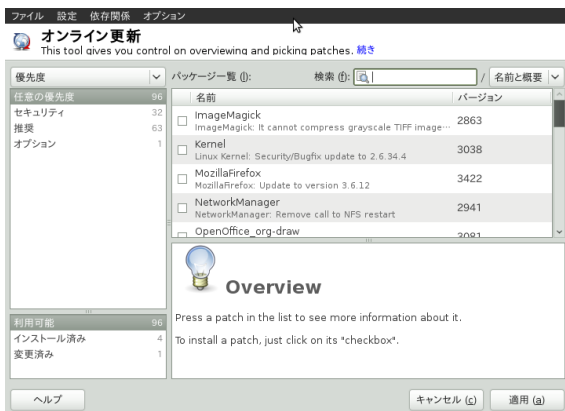 ファイル 設定 依存関係 オプション
オンライン更新
This tool gives you control on overviewing and picking patches. 続き
優先度
パッケージ一覧 (l): 検索 (f): / 名前と概要
任意の優先度 96
セキュリティ 32
推奨 63
オプション 1
名前 バージョン
ImageMagick 2863
ImageMagick: It cannot compress grayscale TIFF image…
Kernel 3038
Linux Kernel: Security/Bugfix update to 2.6.34.4
MozillaFirefox 3422
MozillaFirefox: Update to version 3.6.12
NetworkManager 2941
NetworkManager: Remove call to NFS restart
OpenOffice_org-draw 3081
Overview
Press a patch in the list to see more information about it.
To install a patch, just click on its "checkbox".
利用可能 96
インストール済み 4
変更済み 1
ヘルプ キャンセル (c) 適用 (a)